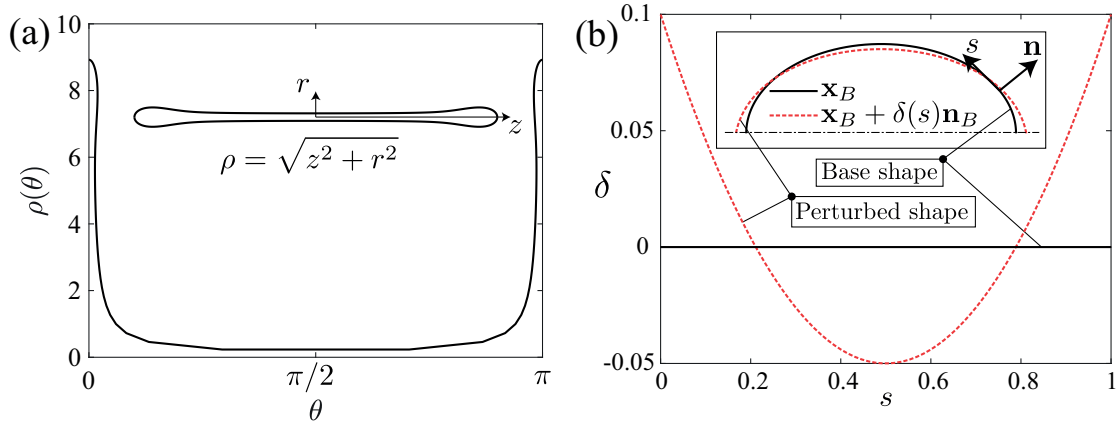 (a)
10
8
6
4
2
0
ρ(θ)
r
z
ρ = √(z² + r²)
0
π/2
π
θ
(b)
0.1
0.05
0
-0.05
δ
s
n
x_B
x_B + δ(s)n_B
Base shape
Perturbed shape
0
0.2
0.4
0.6
0.8
1
s